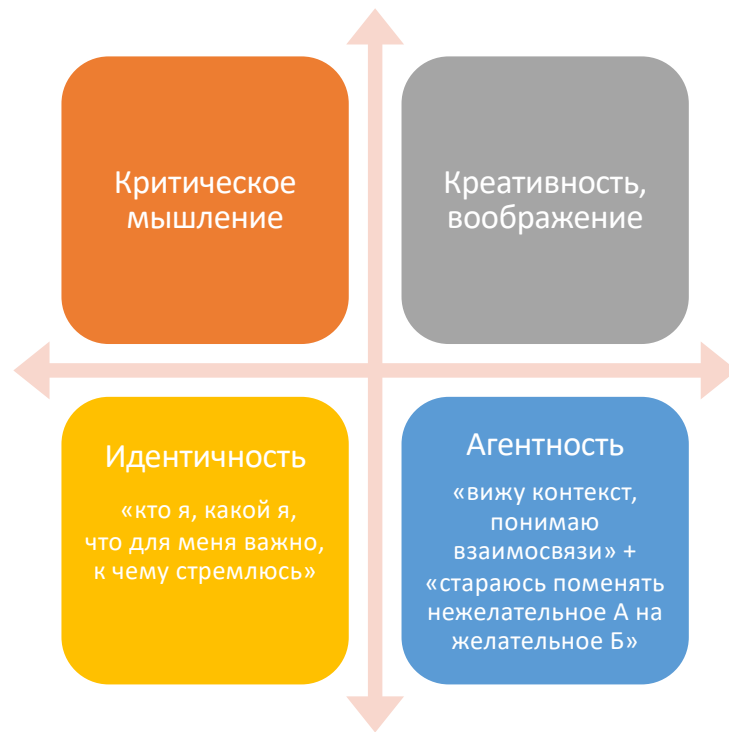 Критическое
мышление
Креативность,
воображение
Идентичность
«кто я, какой я,
что для меня важно,
к чему стремлюсь»
Агентность
«вижу контекст,
понимаю
взаимосвязи» +
«стараюсь поменять
нежелательное А на
желательное Б»